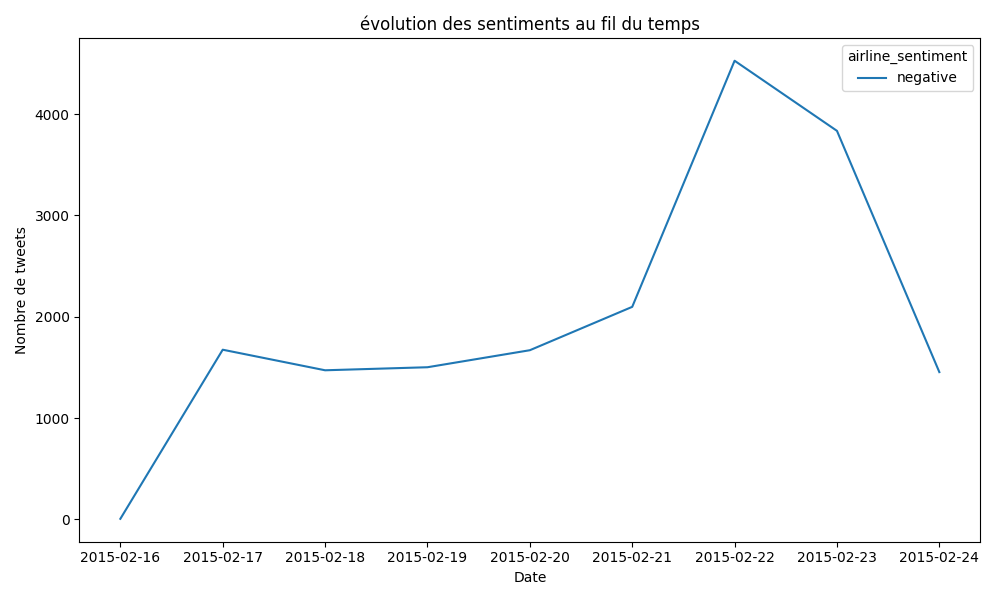 évolution des sentiments au fil du temps
airline_sentiment
negative
Nombre de tweets
4000
3000
2000
1000
0
2015-02-16 2015-02-17 2015-02-18 2015-02-19 2015-02-20 2015-02-21 2015-02-22 2015-02-23 2015-02-24
Date